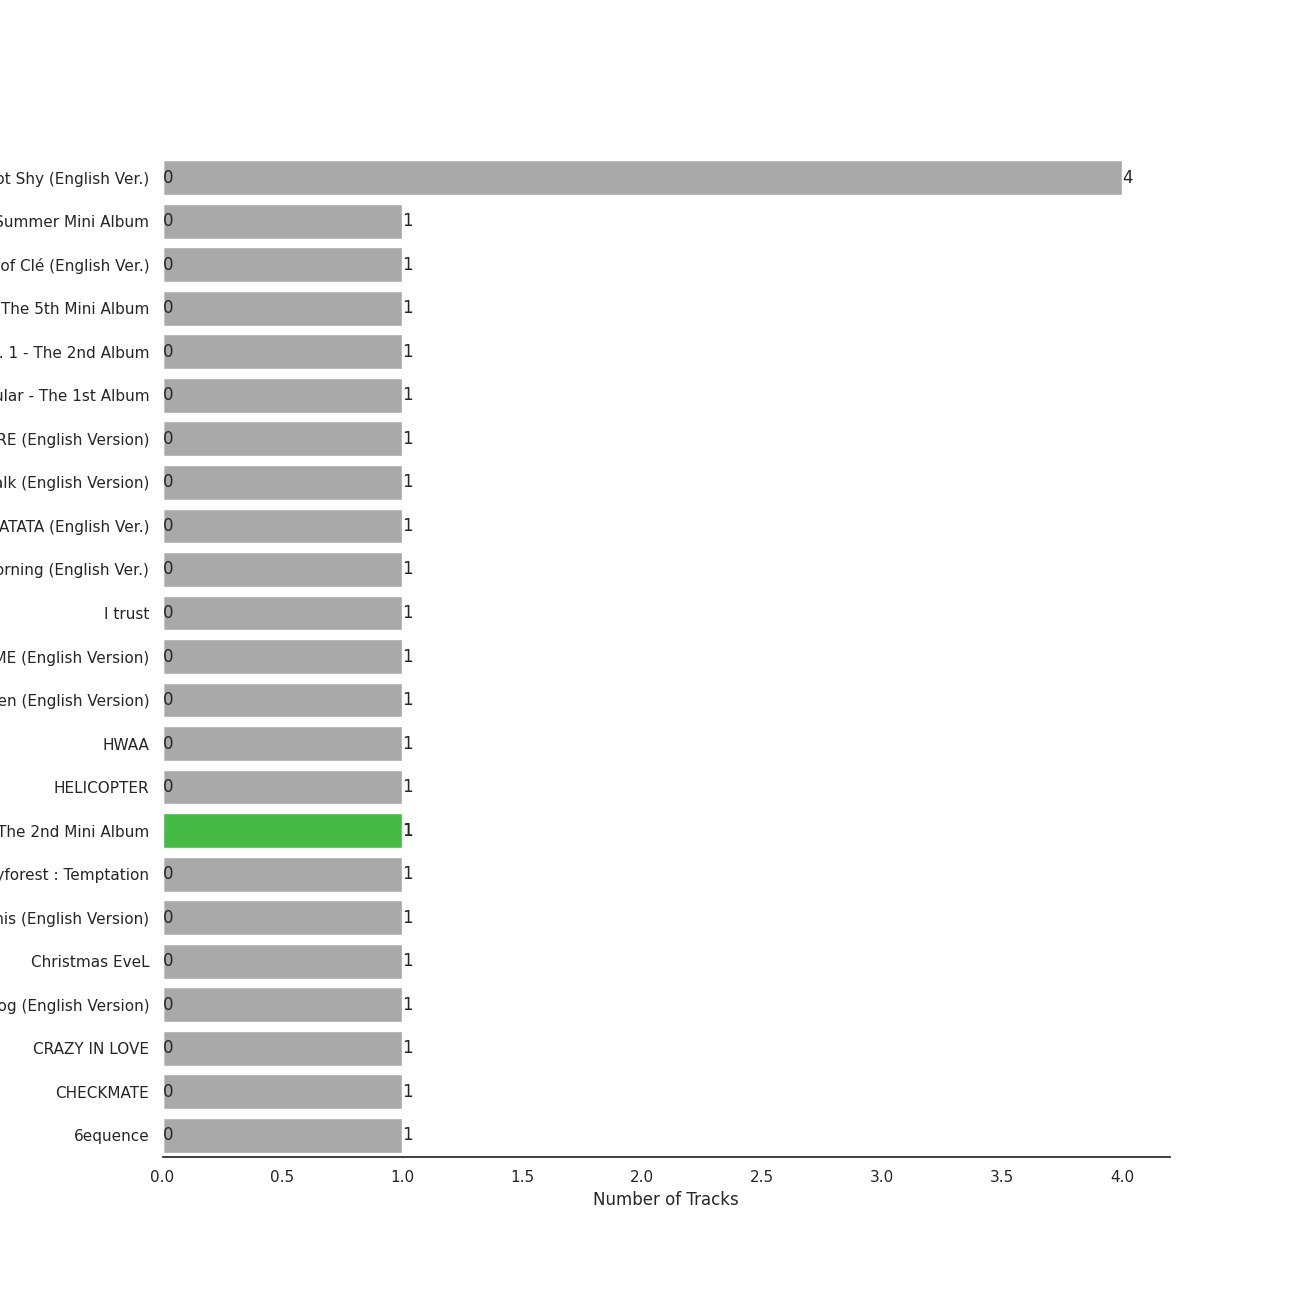 ot Shy (English Ver.) 0 4
Summer Mini Album 0 1
of Clé (English Ver.) 0 1
The 5th Mini Album 0 1
. 1 - The 2nd Album 0 1
ular - The 1st Album 0 1
RE (English Version) 0 1
alk (English Version) 0 1
ATATA (English Ver.) 0 1
orning (English Ver.) 0 1
I trust 0 1
ME (English Version) 0 1
en (English Version) 0 1
HWAA 0 1
HELICOPTER 0 1
The 2nd Mini Album 1
yforest : Temptation 0 1
his (English Version) 0 1
Christmas EveL 0 1
og (English Version) 0 1
CRAZY IN LOVE 0 1
CHECKMATE 0 1
6equence 0 1
0.0 0.5 1.0 1.5 2.0 2.5 3.0 3.5 4.0
Number of Tracks